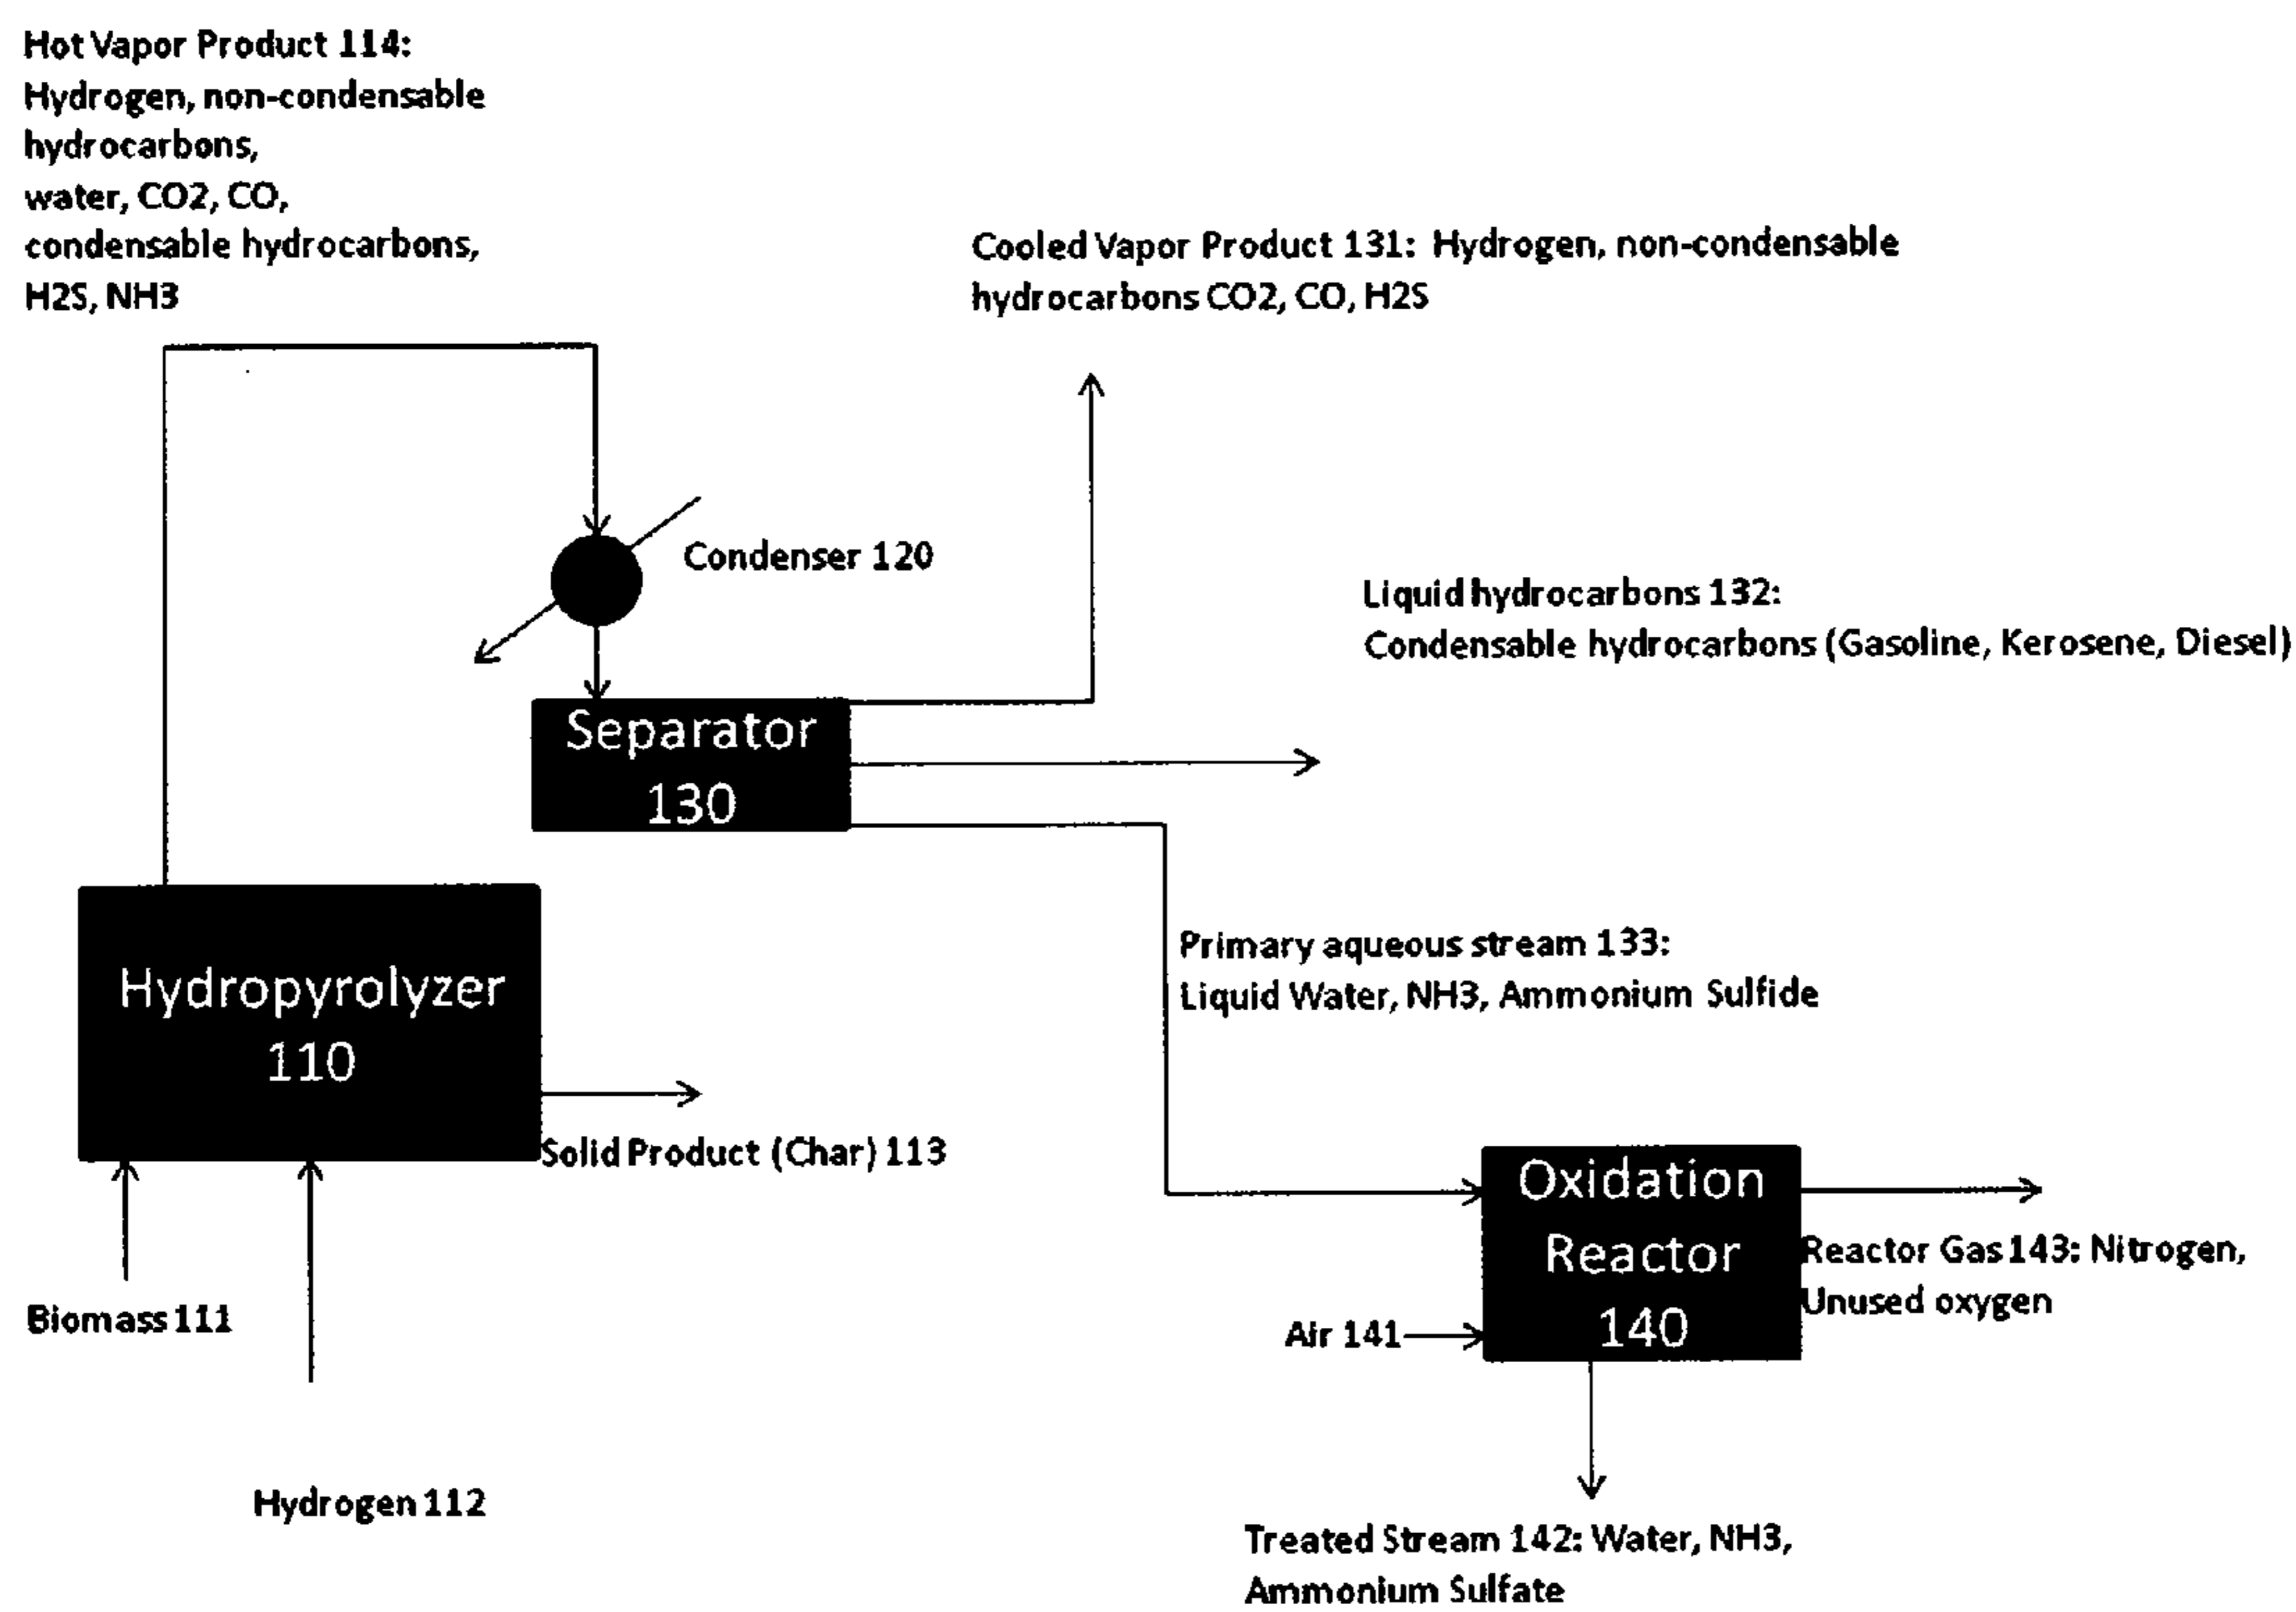 Hot Vapor Product 114:
Hydrogen, non-condensable
hydrocarbons,
water, CO2, CO,
condensable hydrocarbons,
H2S, NH3
Cooled Vapor Product 131: Hydrogen, non-condensable
hydrocarbons CO2, CO, H2S
Condenser 120
Liquid hydrocarbons 132:
Condensable hydrocarbons (Gasoline, Kerosene, Diesel)
Separator
130
Primary aqueous stream 133:
Liquid Water, NH3, Ammonium Sulfide
Hydropyrolyzer
110
Solid Product (Char) 113
Biomass 111
Hydrogen 112
Oxidation
Reactor
140
Air 141
Reactor Gas 143: Nitrogen,
Unused oxygen
Treated Stream 142: Water, NH3,
Ammonium Sulfate